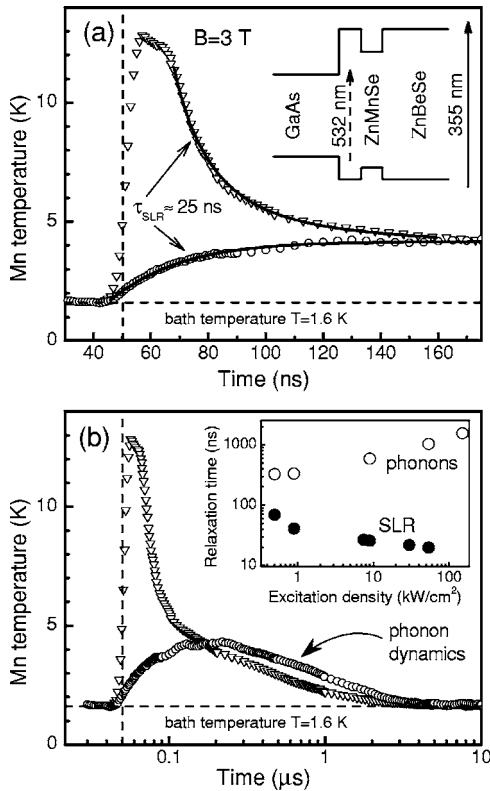 (a)
B=3 T
Mn temperature (K)
10
5
0
GaAs
532 nm
ZnMnSe
ZnBeSe
355 nm
τSLR≈ 25 ns
bath temperature T=1.6 K
40 60 80 100 120 140 160
Time (ns)
(b)
Mn temperature (K)
10
5
0
Relaxation time (ns)
1000
100
10
phonons
SLR
1 10 100
Excitation density (kW/cm²)
phonon
dynamics
bath temperature T=1.6 K
0.1 1 10
Time (μs)